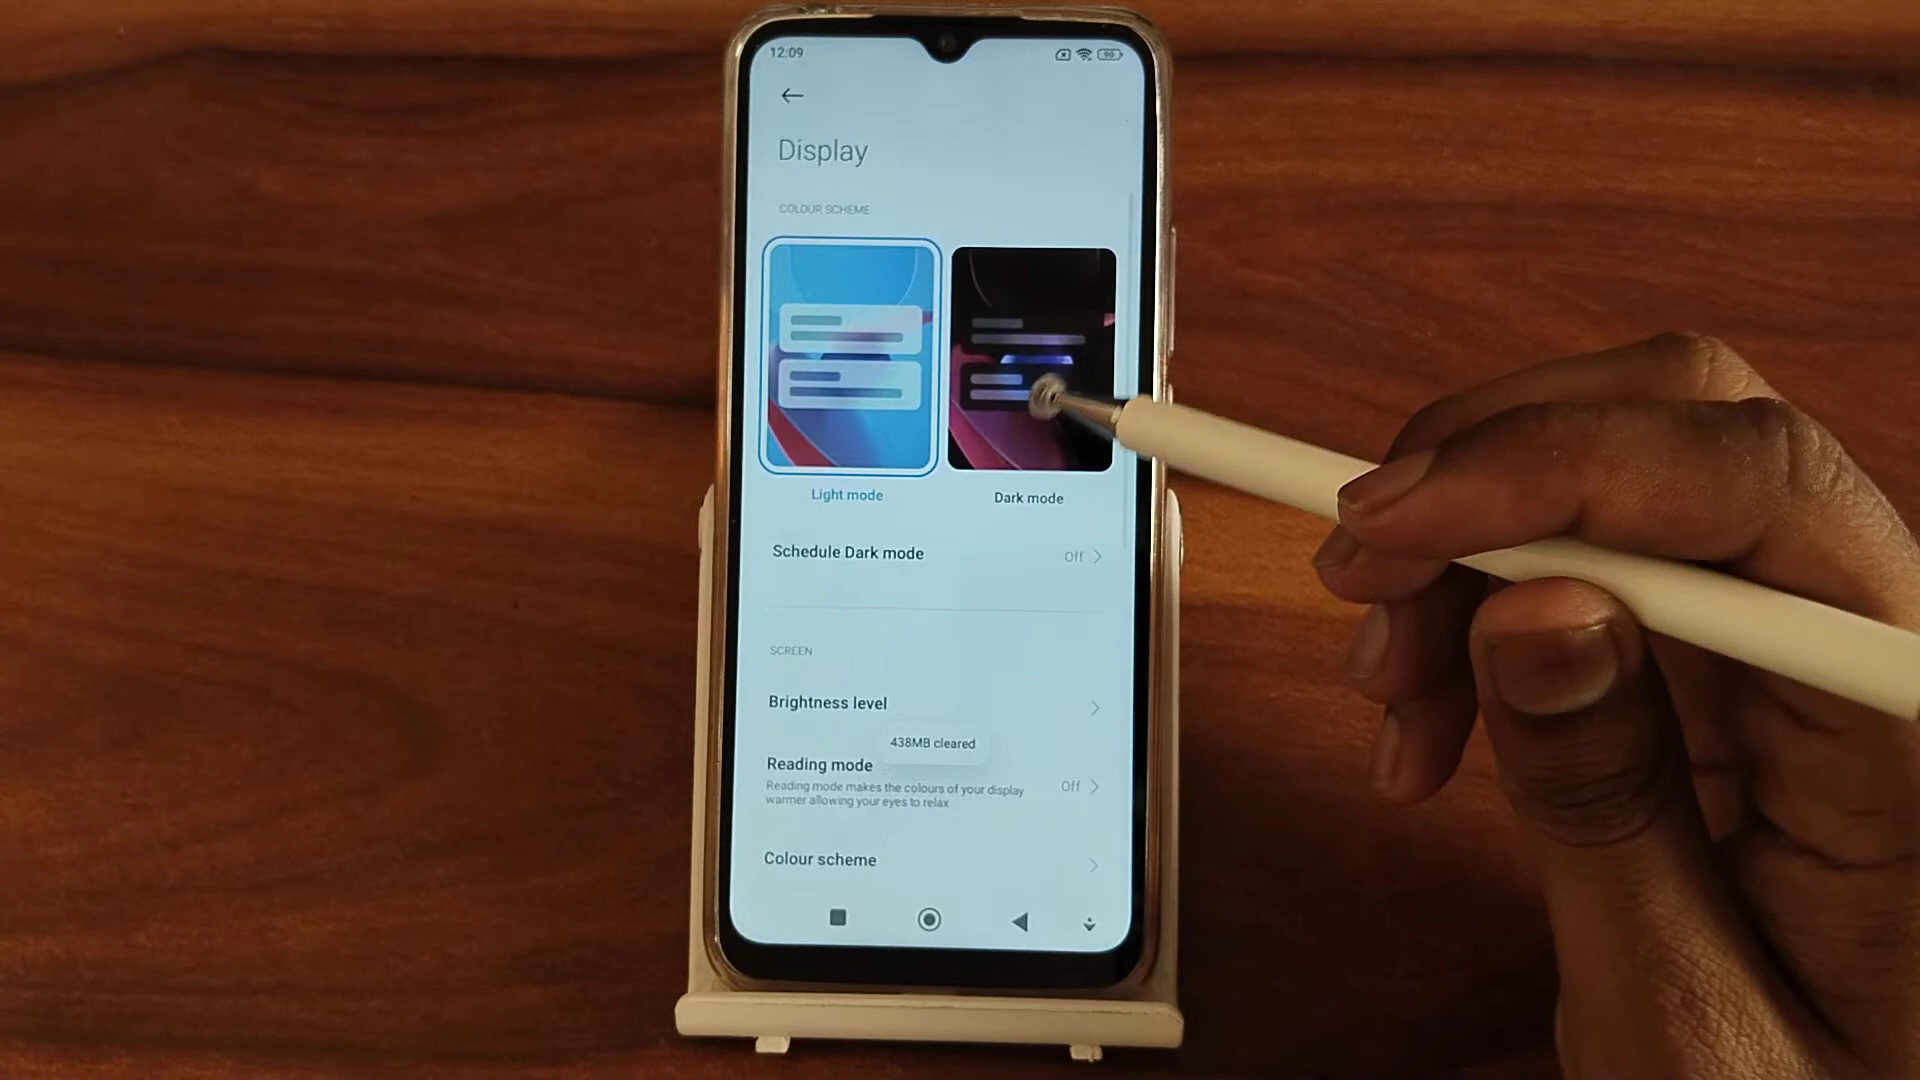 12:09
90
Display
COLOUR SCHEME
Light mode
Dark mode
Schedule Dark mode
Off
SCREEN
Brightness level
438MB cleared
Reading mode
Reading mode makes the colours of your display
warmer allowing your eyes to relax
Off
Colour scheme